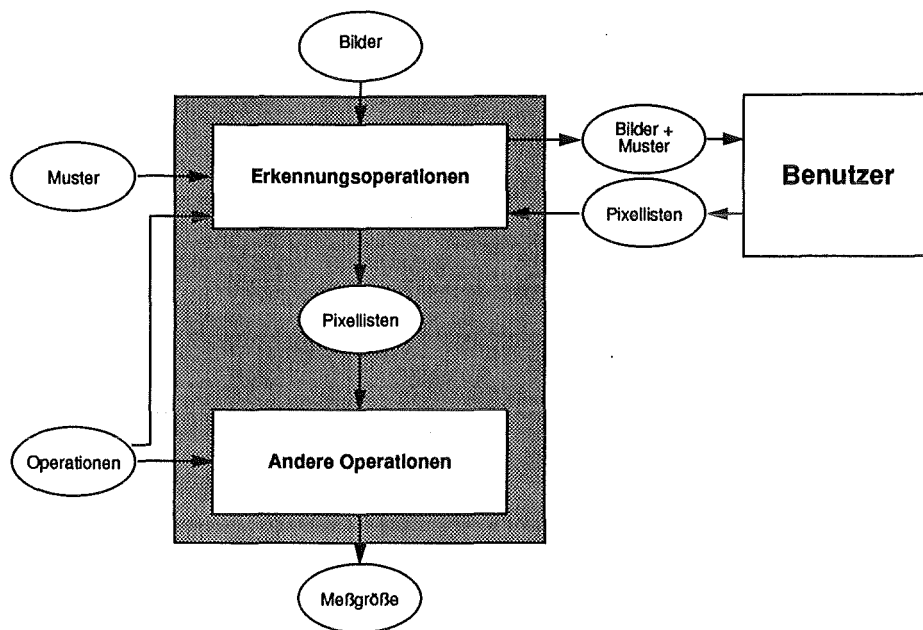 Bilder
Bilder +
Muster
Benutzer
Muster
Erkennungsoperationen
Pixellisten
Pixellisten
Operationen
Andere Operationen
Meßgröße